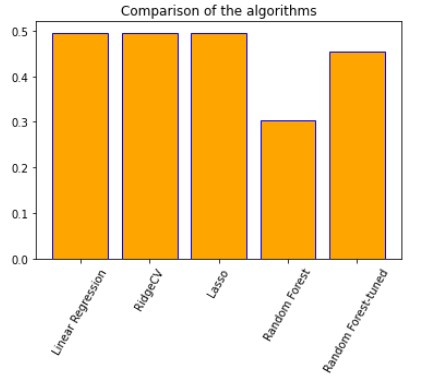 Comparison of the algorithms
0.5
0.4
0.3
0.2
0.1
0.0
Linear Regression
RidgeCV
Lasso
Random Forest
Random Forest-tuned